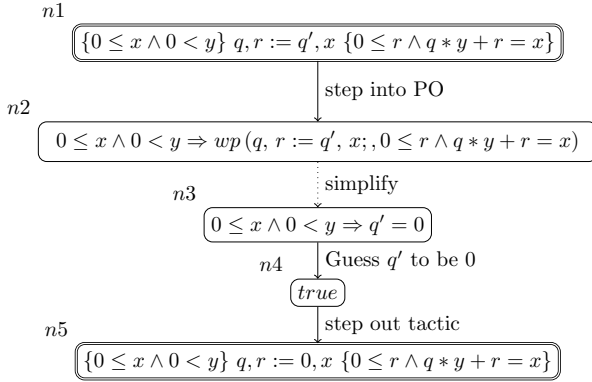 n1
{0 ≤ x ∧ 0 < y} q, r := q′, x {0 ≤ r ∧ q ∗ y + r = x}
step into PO
n2
0 ≤ x ∧ 0 < y ⇒ wp (q, r := q′, x; , 0 ≤ r ∧ q ∗ y + r = x)
simplify
n3
0 ≤ x ∧ 0 < y ⇒ q′ = 0
Guess q′ to be 0
n4
true
step out tactic
n5
{0 ≤ x ∧ 0 < y} q, r := 0, x {0 ≤ r ∧ q ∗ y + r = x}